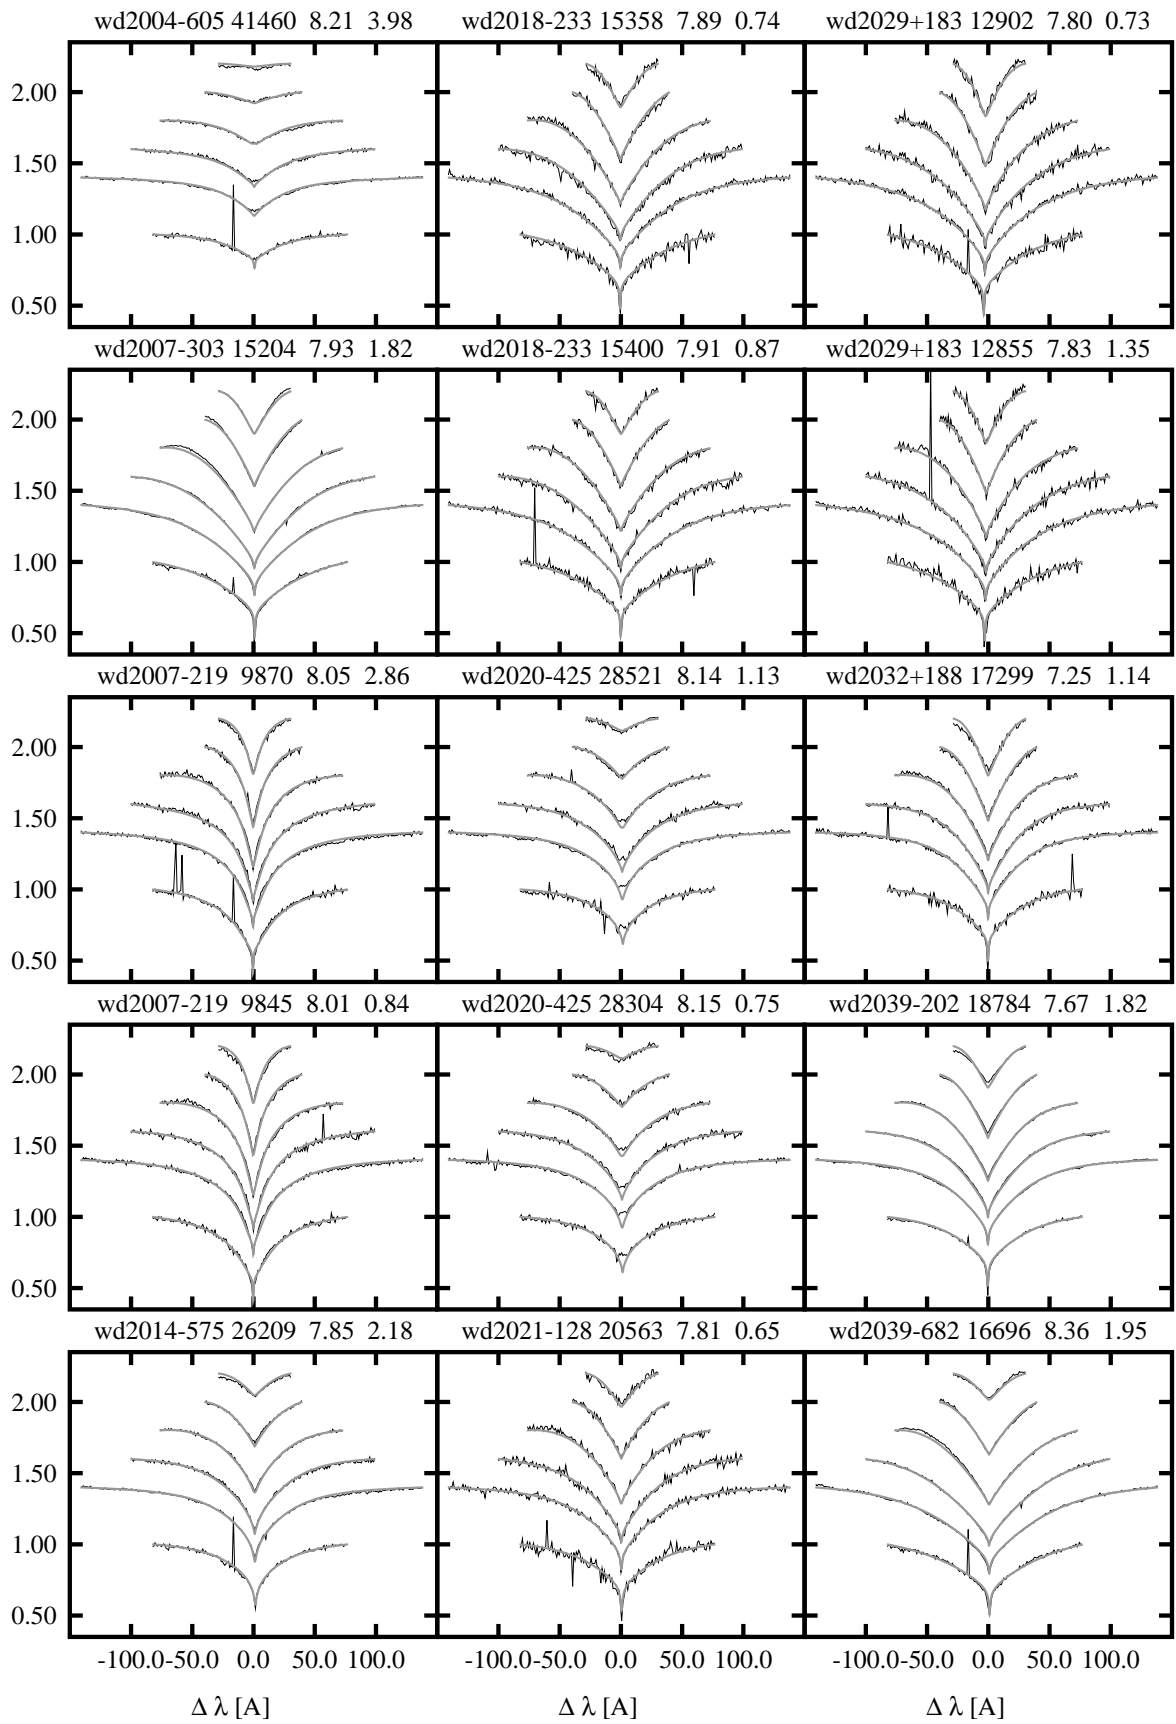 wd2004-605 41460 8.21 3.98
wd2018-233 15358 7.89 0.74
wd2029+183 12902 7.80 0.73
2.00
1.50
1.00
0.50
wd2007-303 15204 7.93 1.82
wd2018-233 15400 7.91 0.87
wd2029+183 12855 7.83 1.35
2.00
1.50
1.00
0.50
wd2007-219 9870 8.05 2.86
wd2020-425 28521 8.14 1.13
wd2032+188 17299 7.25 1.14
2.00
1.50
1.00
0.50
wd2007-219 9845 8.01 0.84
wd2020-425 28304 8.15 0.75
wd2039-202 18784 7.67 1.82
2.00
1.50
1.00
0.50
wd2014-575 26209 7.85 2.18
wd2021-128 20563 7.81 0.65
wd2039-682 16696 8.36 1.95
2.00
1.50
1.00
0.50
-100.0-50.0 0.0 50.0 100.0
-100.0-50.0 0.0 50.0 100.0
-100.0-50.0 0.0 50.0 100.0
Δ λ [A]
Δ λ [A]
Δ λ [A]